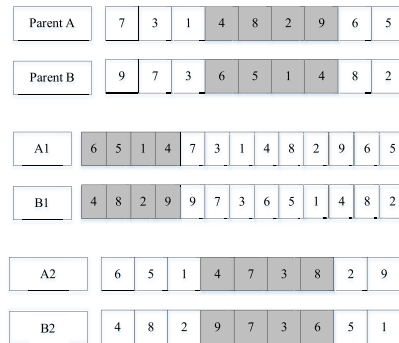 Parent A 7 3 1 4 8 2 9 6 5
Parent B 9 7 3 6 5 1 4 8 2
A1 6 5 1 4 7 3 1 4 8 2 9 6 5
B1 4 8 2 9 9 7 3 6 5 1 4 8 2
A2 6 5 1 4 7 3 8 2 9
B2 4 8 2 9 7 3 6 5 1